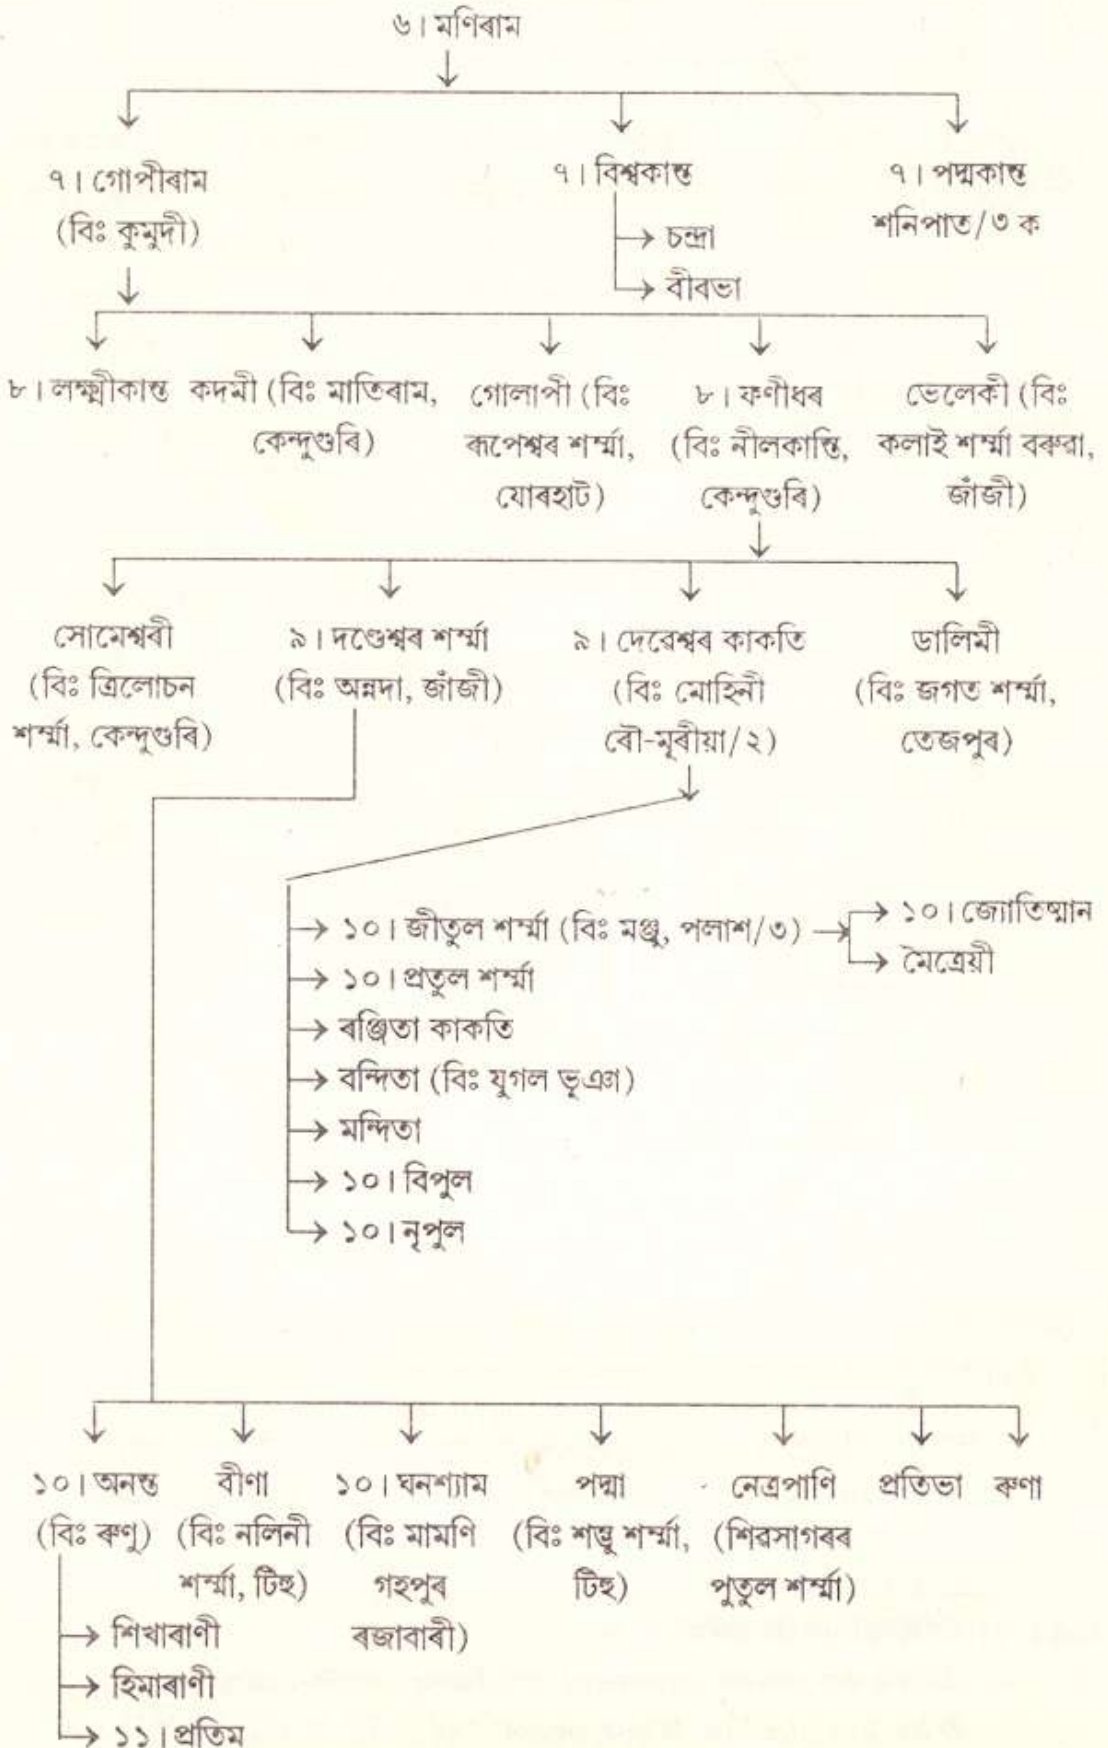 ৬। মণিৰাম
৭। গোপীৰাম
(বিঃ কুমুদী)
৭। বিশ্বকান্ত
চন্দ্ৰা
বীৰভা
৭। পদ্মকান্ত
শনিপাত/৩ ক
৮। লক্ষ্মীকান্ত
কদমী (বিঃ মাতিৰাম,
কেন্দুগুৰি)
গোলাপী (বিঃ
ৰূপেশ্বৰ শৰ্ম্মা,
যোৰহাট)
৮। ফণীধৰ
(বিঃ নীলকান্তি,
কেন্দুগুৰি)
ভেলেকী (বিঃ
কলাই শৰ্ম্মা বৰুৱা,
জাঁজী)
সোমেশ্বৰী
(বিঃ ত্ৰিলোচন
শৰ্ম্মা, কেন্দুগুৰি)
৯। দণ্ডেশ্বৰ শৰ্ম্মা
(বিঃ অন্নদা, জাঁজী)
৯। দেৱেশ্বৰ কাকতি
(বিঃ মোহিনী
ৰৌ-মূৰীয়া/২)
ডালিমী
(বিঃ জগত শৰ্ম্মা,
তেজপুৰ)
১০। জীতুল শৰ্ম্মা (বিঃ মঞ্জু, পলাশ/৩)
১০। জ্যোতিষ্মান
মৈত্ৰেয়ী
১০। প্ৰতুল শৰ্ম্মা
ৰঞ্জিতা কাকতি
বন্দিতা (বিঃ যুগল ভূঞা)
মন্দিতা
১০। বিপুল
১০। নৃপুল
১০। অনন্ত
(বিঃ ৰুণু)
শিখাৰাণী
হিমাৰাণী
১১। প্ৰতিম
বীণা
(বিঃ নলিনী
শৰ্ম্মা, টিহু)
১০। ঘনশ্যাম
(বিঃ মামণি
গহপুৰ
ৰজাবাৰী)
পদ্মা
(বিঃ শম্ভু শৰ্ম্মা,
টিহু)
নেত্ৰপাণি
(শিৱসাগৰৰ
পুতুল শৰ্ম্মা)
প্ৰতিভা
ৰুণা